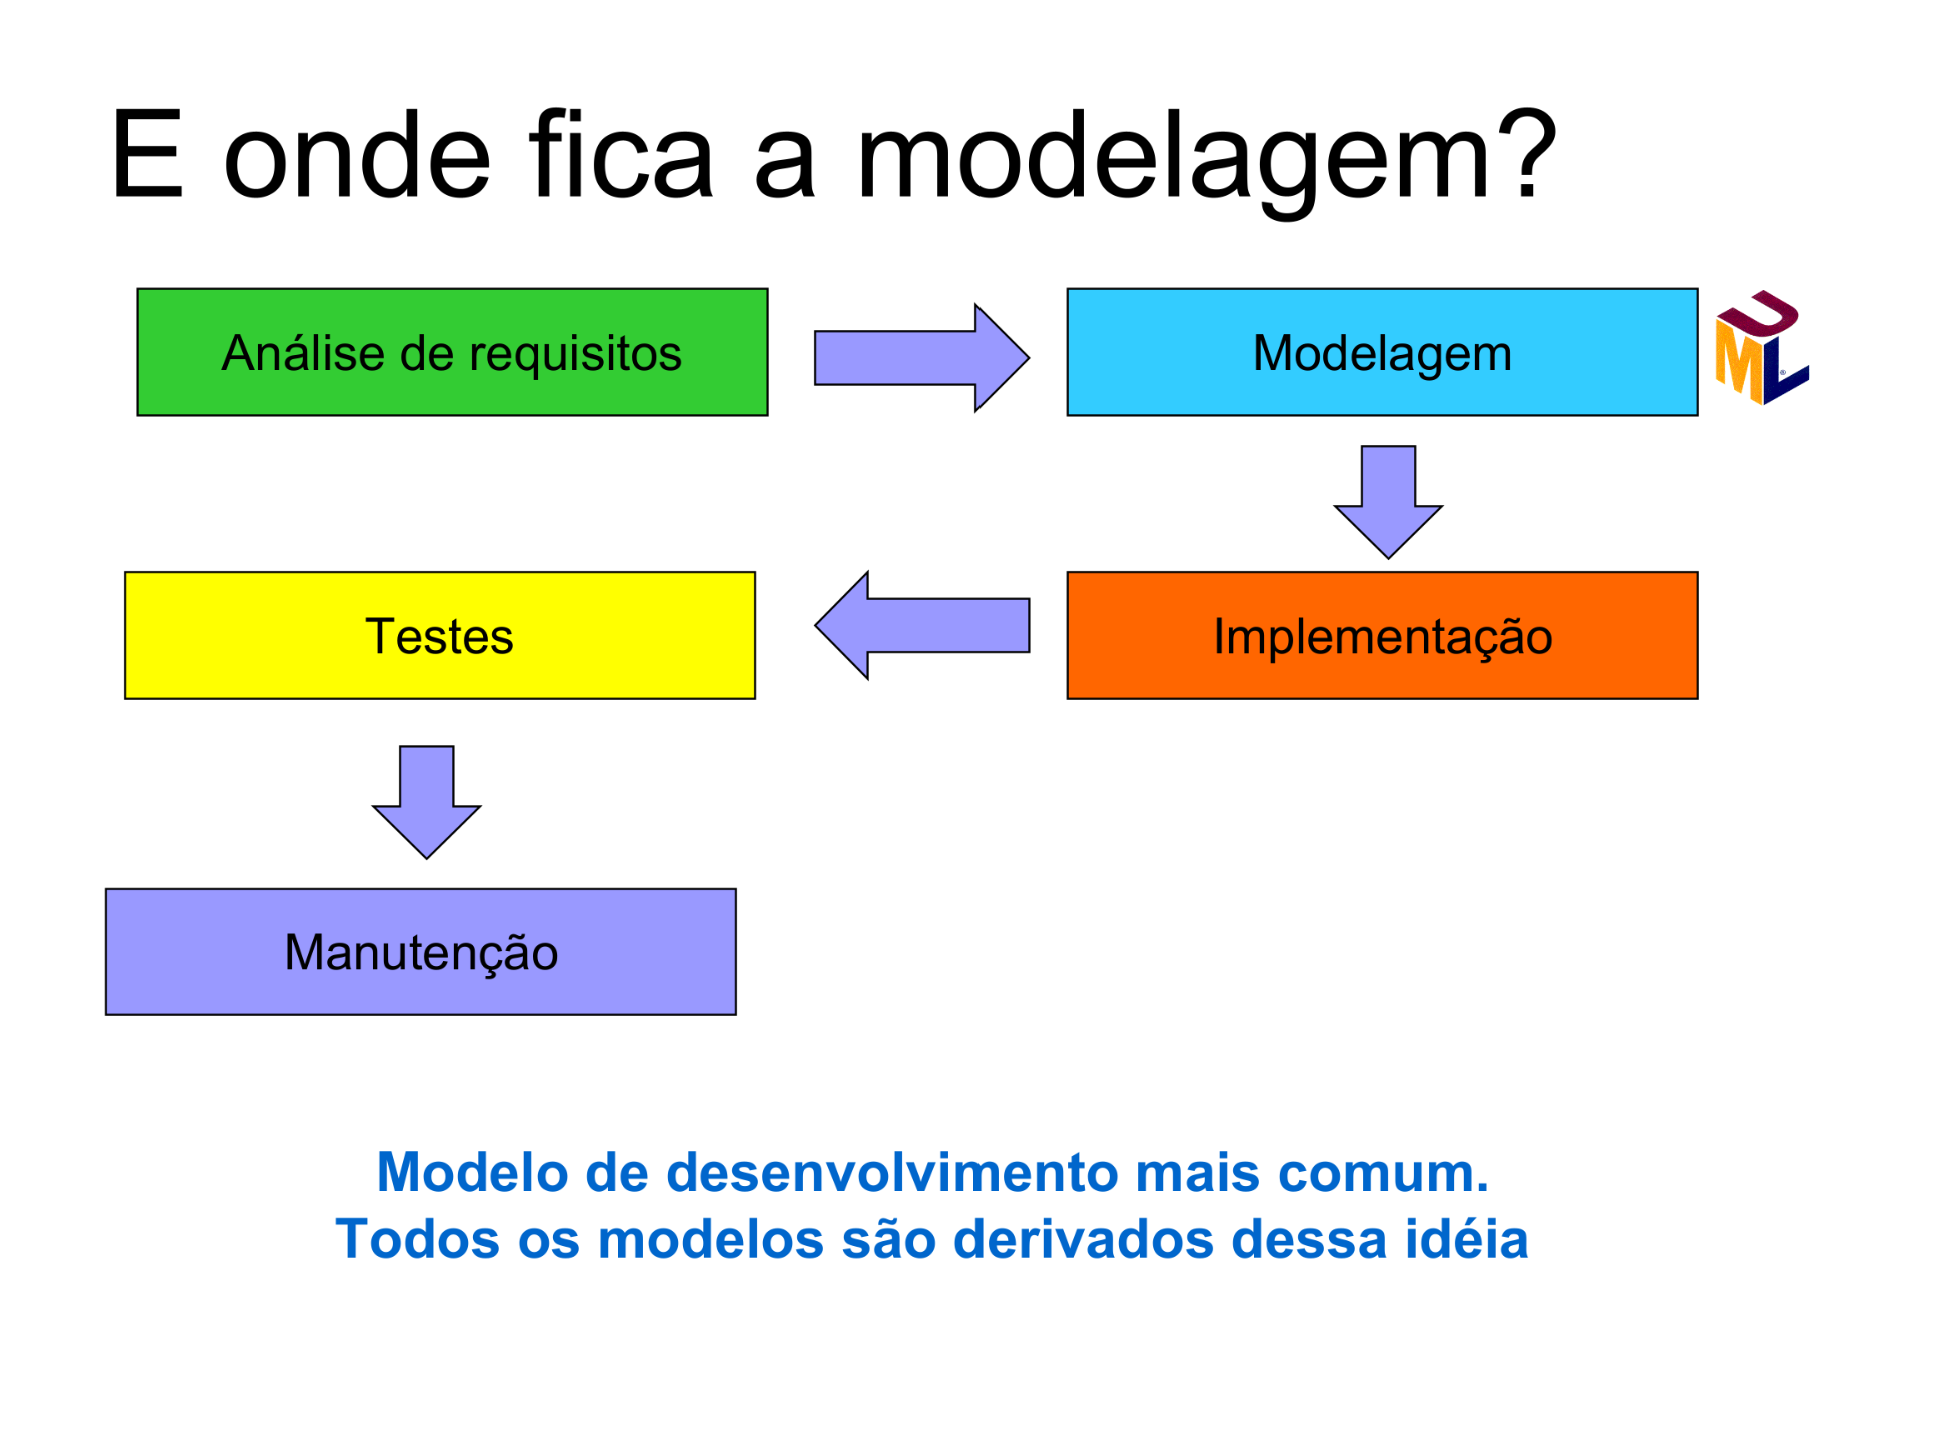 E onde fica a modelagem?
Análise de requisitos
Modelagem
UML®
Testes
Implementação
Manutenção
Modelo de desenvolvimento mais comum.
Todos os modelos são derivados dessa idéia